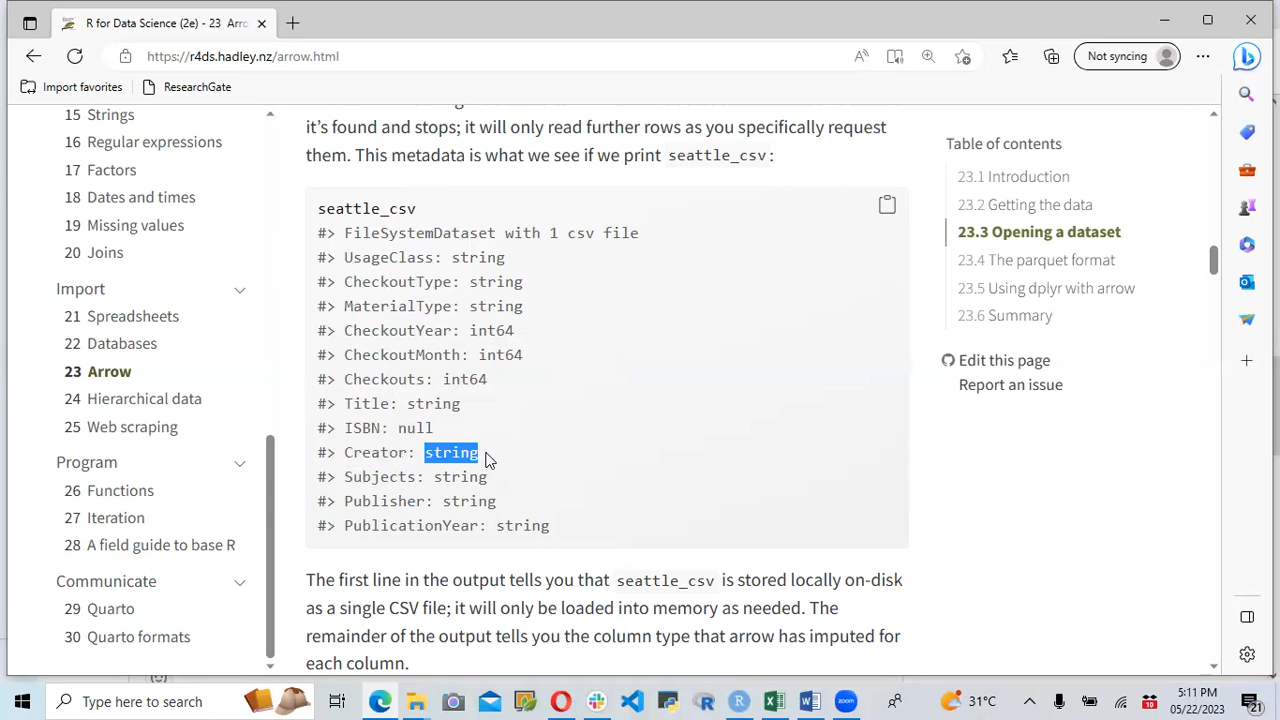 R for Data Science (2e) - 23 Arro
https://r4ds.hadley.nz/arrow.html
Not syncing
Import favorites
ResearchGate
15 Strings
16 Regular expressions
17 Factors
18 Dates and times
19 Missing values
20 Joins
Import
21 Spreadsheets
22 Databases
23 Arrow
24 Hierarchical data
25 Web scraping
Program
26 Functions
27 Iteration
28 A field guide to base R
Communicate
29 Quarto
30 Quarto formats
it’s found and stops; it will only read further rows as you specifically request
them. This metadata is what we see if we print seattle_csv:
seattle_csv
#> FileSystemDataset with 1 csv file
#> UsageClass: string
#> CheckoutType: string
#> MaterialType: string
#> CheckoutYear: int64
#> CheckoutMonth: int64
#> Checkouts: int64
#> Title: string
#> ISBN: null
#> Creator: string
#> Subjects: string
#> Publisher: string
#> PublicationYear: string
The first line in the output tells you that seattle_csv is stored locally on-disk
as a single CSV file; it will only be loaded into memory as needed. The
remainder of the output tells you the column type that arrow has imputed for
each column.
Table of contents
23.1 Introduction
23.2 Getting the data
23.3 Opening a dataset
23.4 The parquet format
23.5 Using dplyr with arrow
23.6 Summary
Edit this page
Report an issue
Type here to search
31°C
10
5:11 PM
05/22/2023
21